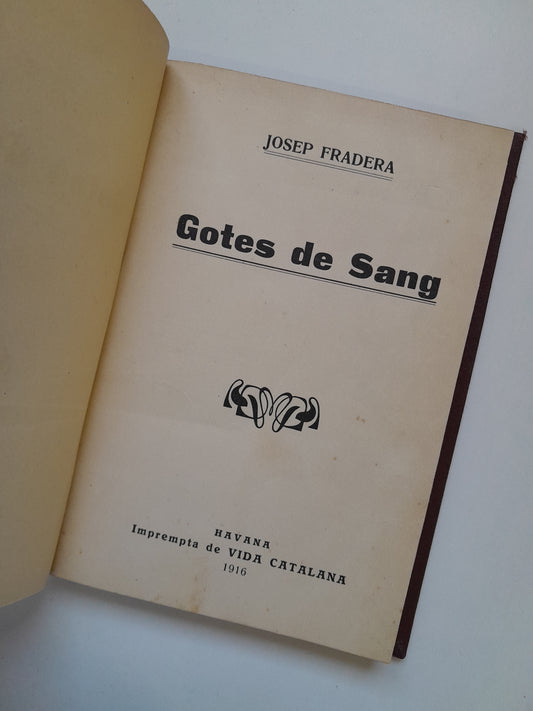 JOSEP FRADERA
Gotes de Sang
HAVANA
Imprempta de VIDA CATALANA
1916